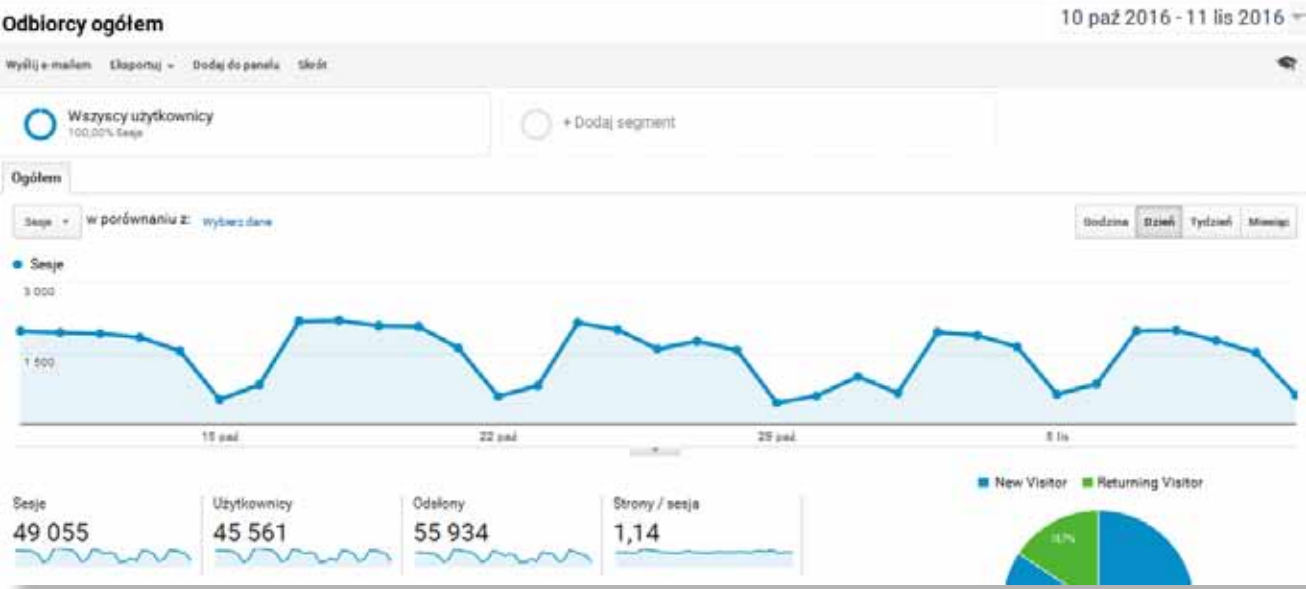 Odbiorcy ogółem
10 paź 2016 - 11 lis 2016
Wyślij e-mailem Eksportuj Dodaj do panelu Skrót
Wszyscy użytkownicy
100,00% Sesje
+ Dodaj segment
Ogółem
Sesje w porównaniu z: Wybierz dane
Godzina Dzień Tydzień Miesiąc
Sesje
3 000
1 500
15 paź 22 paź 29 paź 5 lis
New Visitor Returning Visitor
Sesje Użytkownicy Odsłony Strony / sesja
49 055 45 561 55 934 1,14